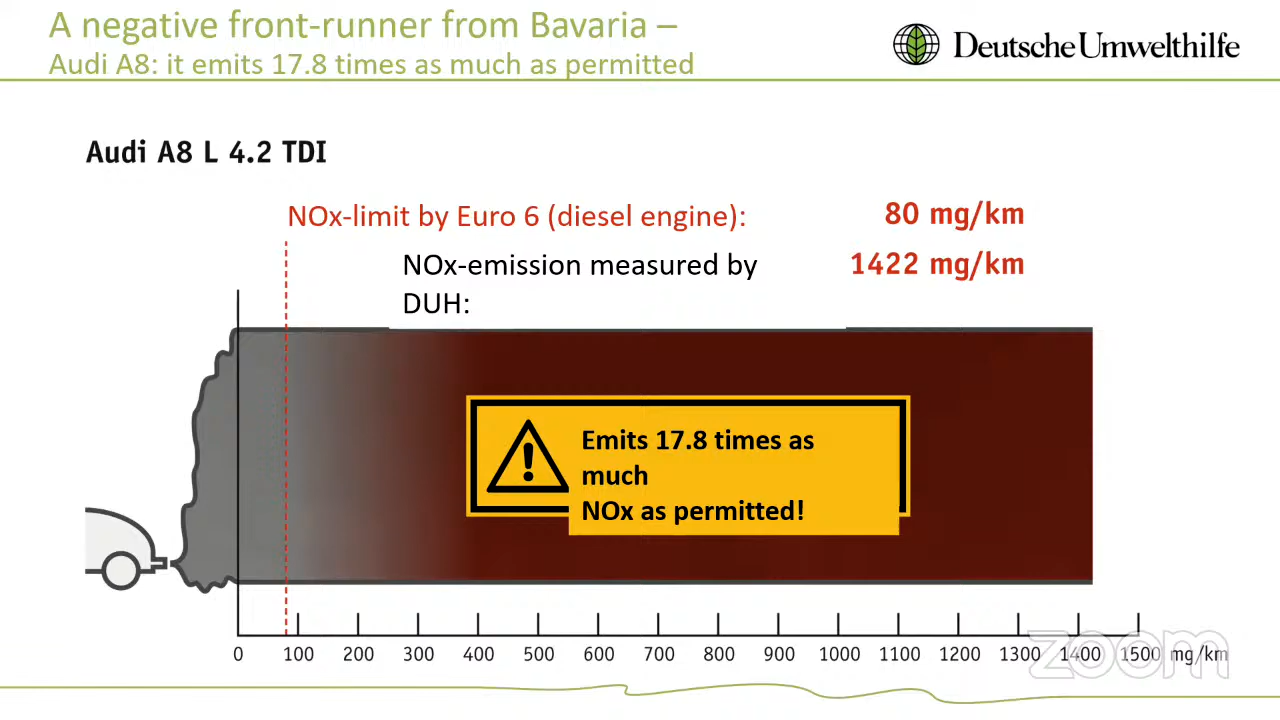 A negative front-runner from Bavaria –
Audi A8: it emits 17.8 times as much as permitted
Deutsche Umwelthilfe
Audi A8 L 4.2 TDI
NOx-limit by Euro 6 (diesel engine): 80 mg/km
NOx-emission measured by 1422 mg/km
DUH:
Emits 17.8 times as
much
NOx as permitted!
0 100 200 300 400 500 600 700 800 900 1000 1100 1200 1300 1400 1500 mg/km
zoom